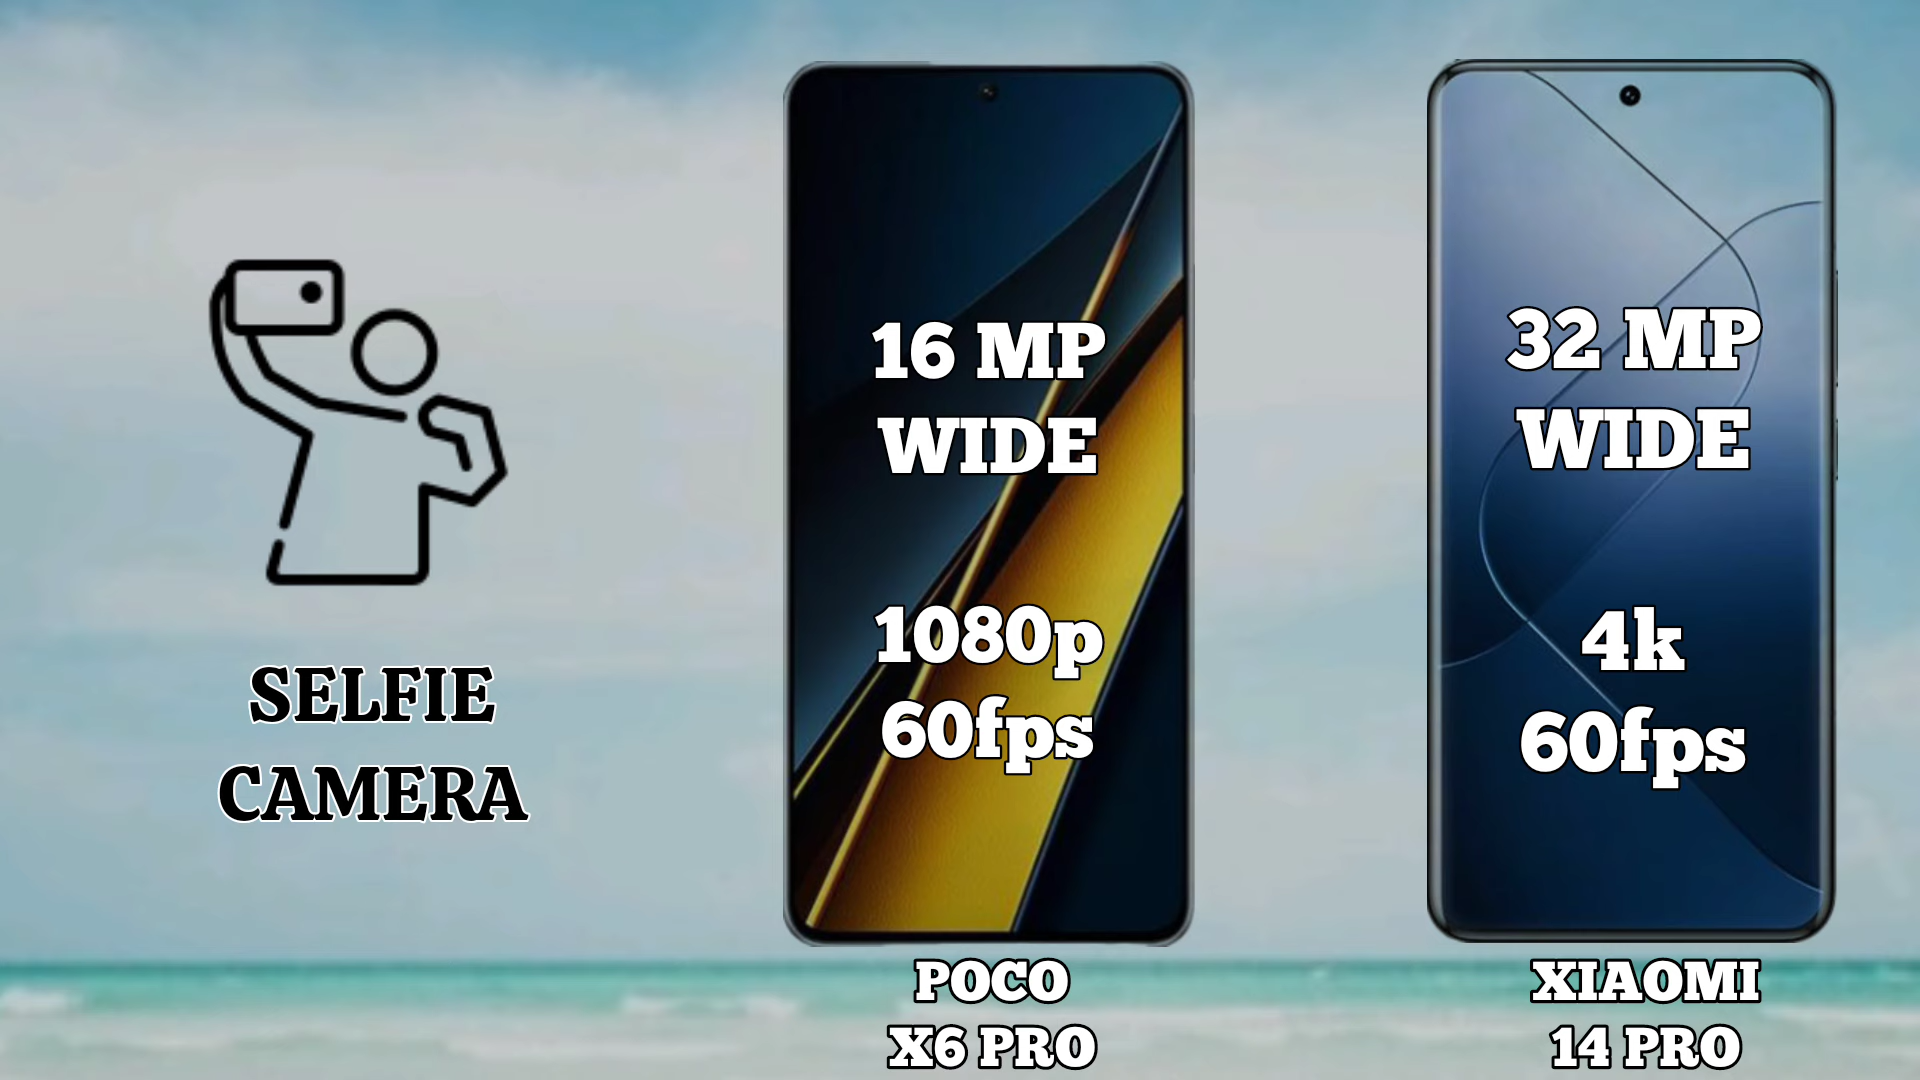 SELFIE
CAMERA
16 MP
WIDE
1080p
60fps
POCO
X6 PRO
32 MP
WIDE
4k
60fps
XIAOMI
14 PRO